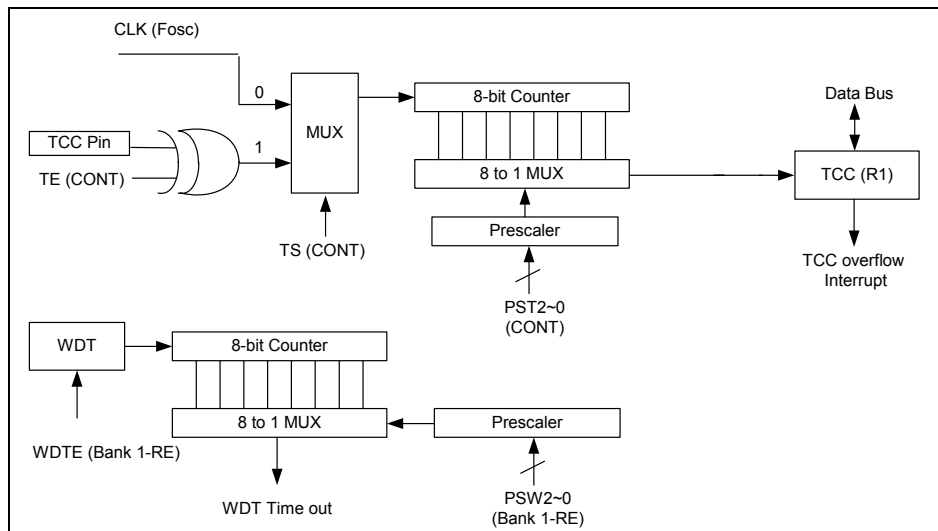 CLK (Fosc)
0
8-bit Counter
Data Bus
MUX
TCC Pin
1
TE (CONT)
8 to 1 MUX
TCC (R1)
Prescaler
TS (CONT)
TCC overflow
Interrupt
PST2~0
(CONT)
WDT
8-bit Counter
8 to 1 MUX
Prescaler
WDTE (Bank 1-RE)
WDT Time out
PSW2~0
(Bank 1-RE)